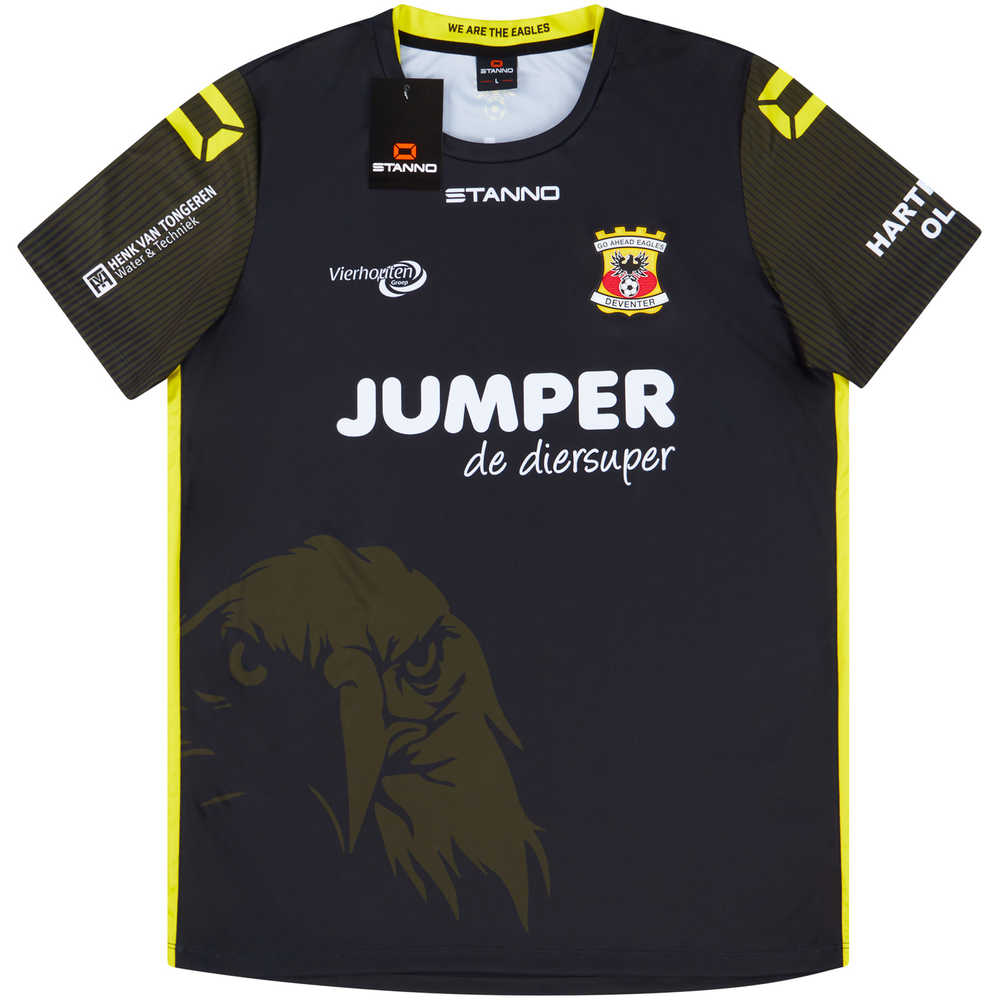 WE ARE THE EAGLES
STANNO
L
STANNO
STANNO
HENK VAN TONGEREN
Water & Techniek
Vierhouten
Groep
GO AHEAD EAGLES
DEVENTER
JUMPER
de diersuper